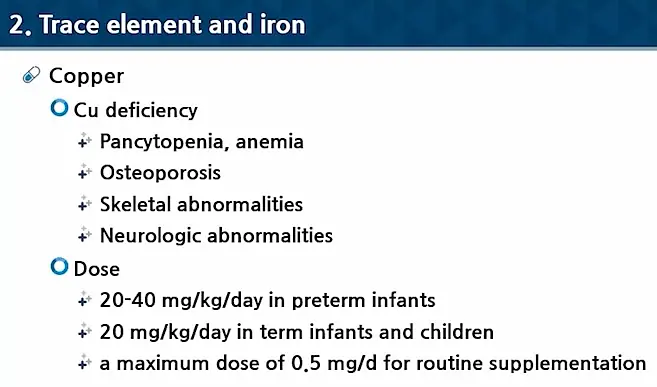 2. Trace element and iron
Copper
Cu deficiency
Pancytopenia, anemia
Osteoporosis
Skeletal abnormalities
Neurologic abnormalities
Dose
20-40 mg/kg/day in preterm infants
20 mg/kg/day in term infants and children
a maximum dose of 0.5 mg/d for routine supplementation